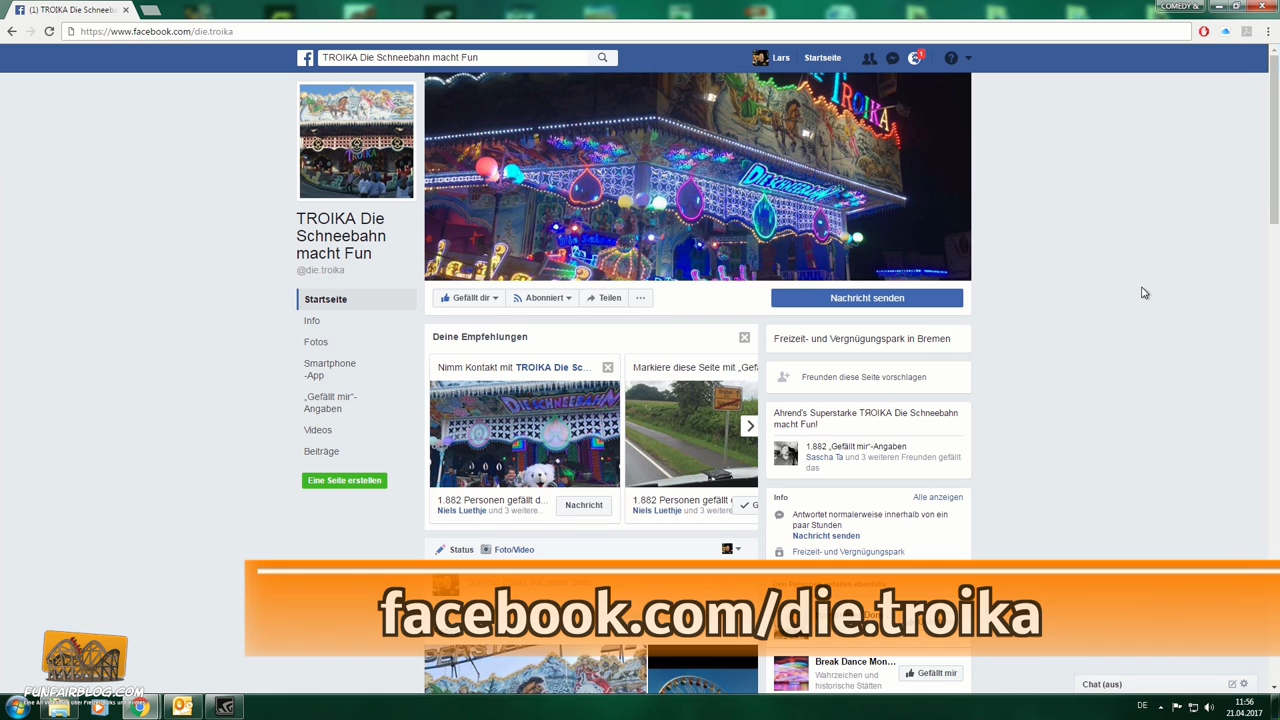 (1) TROIKA Die Schneeb
COMEDY &
https://www.facebook.com/die.troika
TROIKA Die Schneebahn macht Fun
Lars
Startseite
1
TROIKA
DIE SCHNEEBAHN
TROIKA Die
Schneebahn
macht Fun
@die.troika
Startseite
Info
Fotos
Smartphone
-App
„Gefällt mir“-
Angaben
Videos
Beiträge
Eine Seite erstellen
Gefällt dir
Abonniert
Teilen
Nachricht senden
Deine Empfehlungen
Nimm Kontakt mit TROIKA Die Sc...
DIE SCHNEEBAHN
1.882 Personen gefällt d...
Niels Luethje und 3 weitere...
Nachricht
Markiere diese Seite mit „Gefä
1.882 Personen gefällt
Niels Luethje und 3 weitere
G
Status
Foto/Video
Freizeit- und Vergnügungspark in Bremen
Freunden diese Seite vorschlagen
Ahrend's Superstarke TЯOIKA Die Schneebahn
macht Fun!
1.882 „Gefällt mir“-Angaben
Sascha Ta und 3 weiteren Freunden gefällt
das
Info
Alle anzeigen
Antwortet normalerweise innerhalb von ein
paar Stunden
Nachricht senden
Freizeit- und Vergnügungspark
facebook.com/die.troika
Break Dance Mon...
Wahrzeichen und
historische Stätten
Gefällt mir
Chat (aus)
FUNFAIRBLOG.COM
DE
11:56
21.04.2017